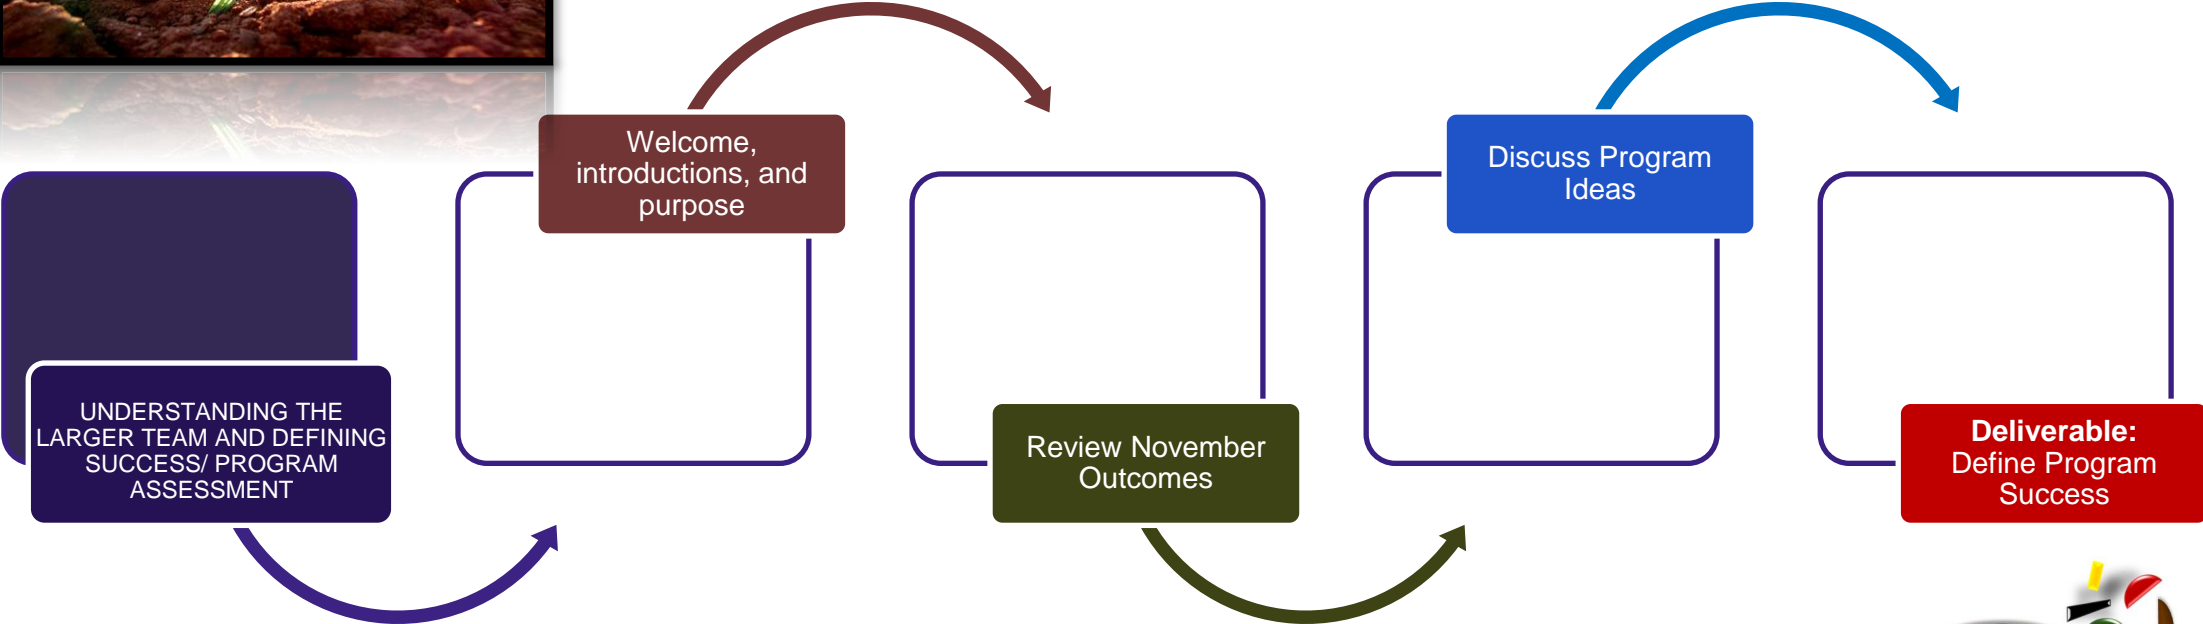 UNDERSTANDING THE
LARGER TEAM AND DEFINING
SUCCESS/ PROGRAM
ASSESSMENT
Welcome,
introductions, and
purpose
Review November
Outcomes
Discuss Program
Ideas
Deliverable:
Define Program
Success